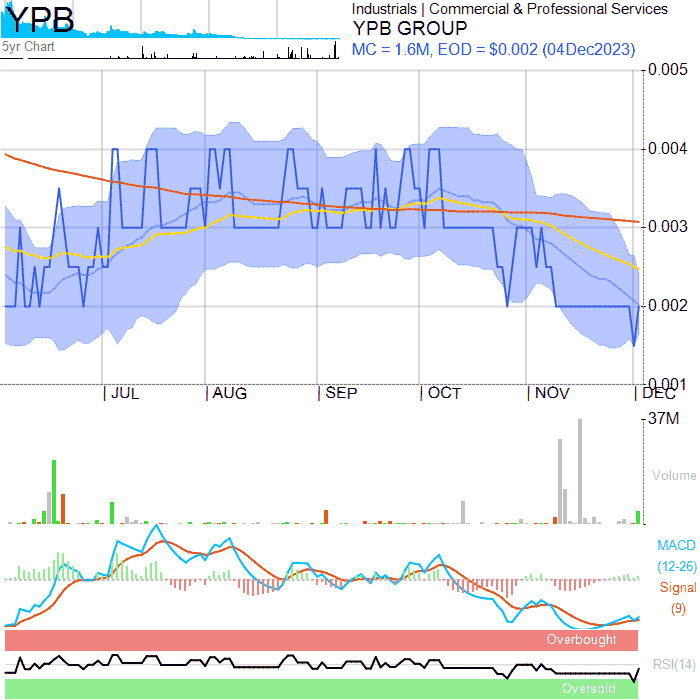 YPB
5yr Chart
Industrials | Commercial & Professional Services
YPB GROUP
MC = 1.6M, EOD = $0.002 (04Dec2023)
0.005
0.004
0.003
0.002
0.001
JUL AUG SEP OCT NOV DEC
37M
Volume
MACD
(12-26)
Signal
(9)
Overbought
RSI(14)
Oversold